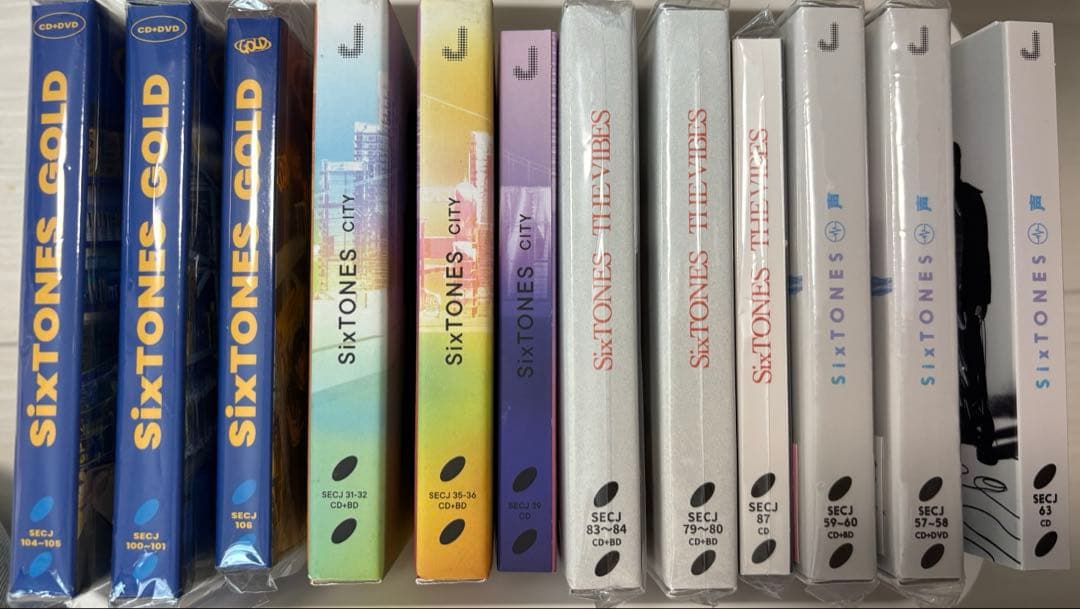 CD+DVD
SixTONES GOLD
SECJ
104~105
CD+DVD
SixTONES GOLD
SECJ
100~101
GOLD
SixTONES GOLD
SECJ
106
J
SixTONES CITY
SECJ 31-32
CD+BD
J
SixTONES CITY
SECJ 35-36
CD+BD
J
SixTONES CITY
SECJ 39
CD
SixTONES THE VIBES
SECJ
83~84
CD+BD
SixTONES THE VIBES
SECJ
79~80
CD+BD
SixTONES THE VIBES
SECJ
87
CD
J
SixTONES 声
SECJ
59~60
CD+BD
J
SixTONES 声
SECJ
57~58
CD+DVD
J
SixTONES 声
SECJ
63
CD